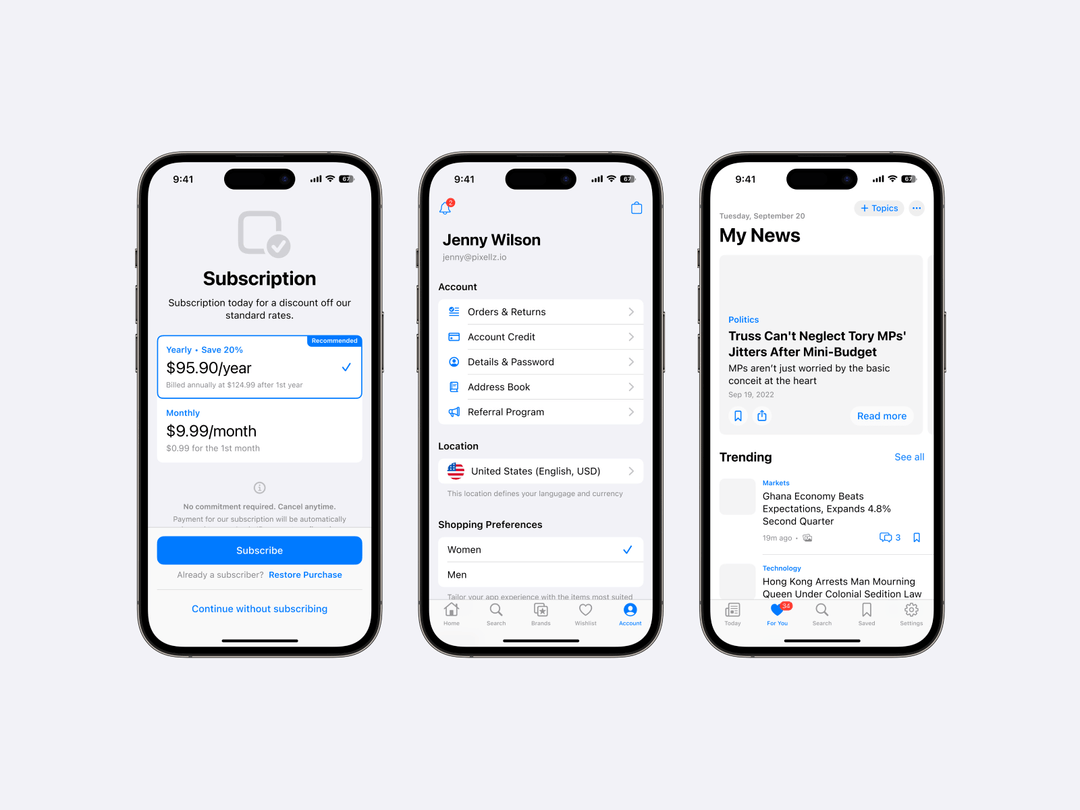 9:41
67
Subscription
Subscription today for a discount off our
standard rates.
Recommended
Yearly • Save 20%
$95.90/year
Billed annually at $124.99 after 1st year
Monthly
$9.99/month
$0.99 for the 1st month
No commitment required. Cancel anytime.
Payment for our subscription will be automatically
Subscribe
Already a subscriber? Restore Purchase
Continue without subscribing
9:41
67
2
Jenny Wilson
jenny@pixellz.io
Account
Orders & Returns
Account Credit
Details & Password
Address Book
Referral Program
Location
United States (English, USD)
This location defines your langugage and currency
Shopping Preferences
Women
Men
Tailor your app experience with the items most suited
Home
Search
Brands
Wishlist
Account
9:41
67
Tuesday, September 20
+ Topics
My News
Politics
Truss Can't Neglect Tory MPs'
Jitters After Mini-Budget
MPs aren't just worried by the basic
conceit at the heart
Sep 19, 2022
Read more
Trending
See all
Markets
Ghana Economy Beats
Expectations, Expands 4.8%
Second Quarter
19m ago •
3
Technology
Hong Kong Arrests Man Mourning
Queen Under Colonial Sedition Law
34
Today
For You
Search
Saved
Settings